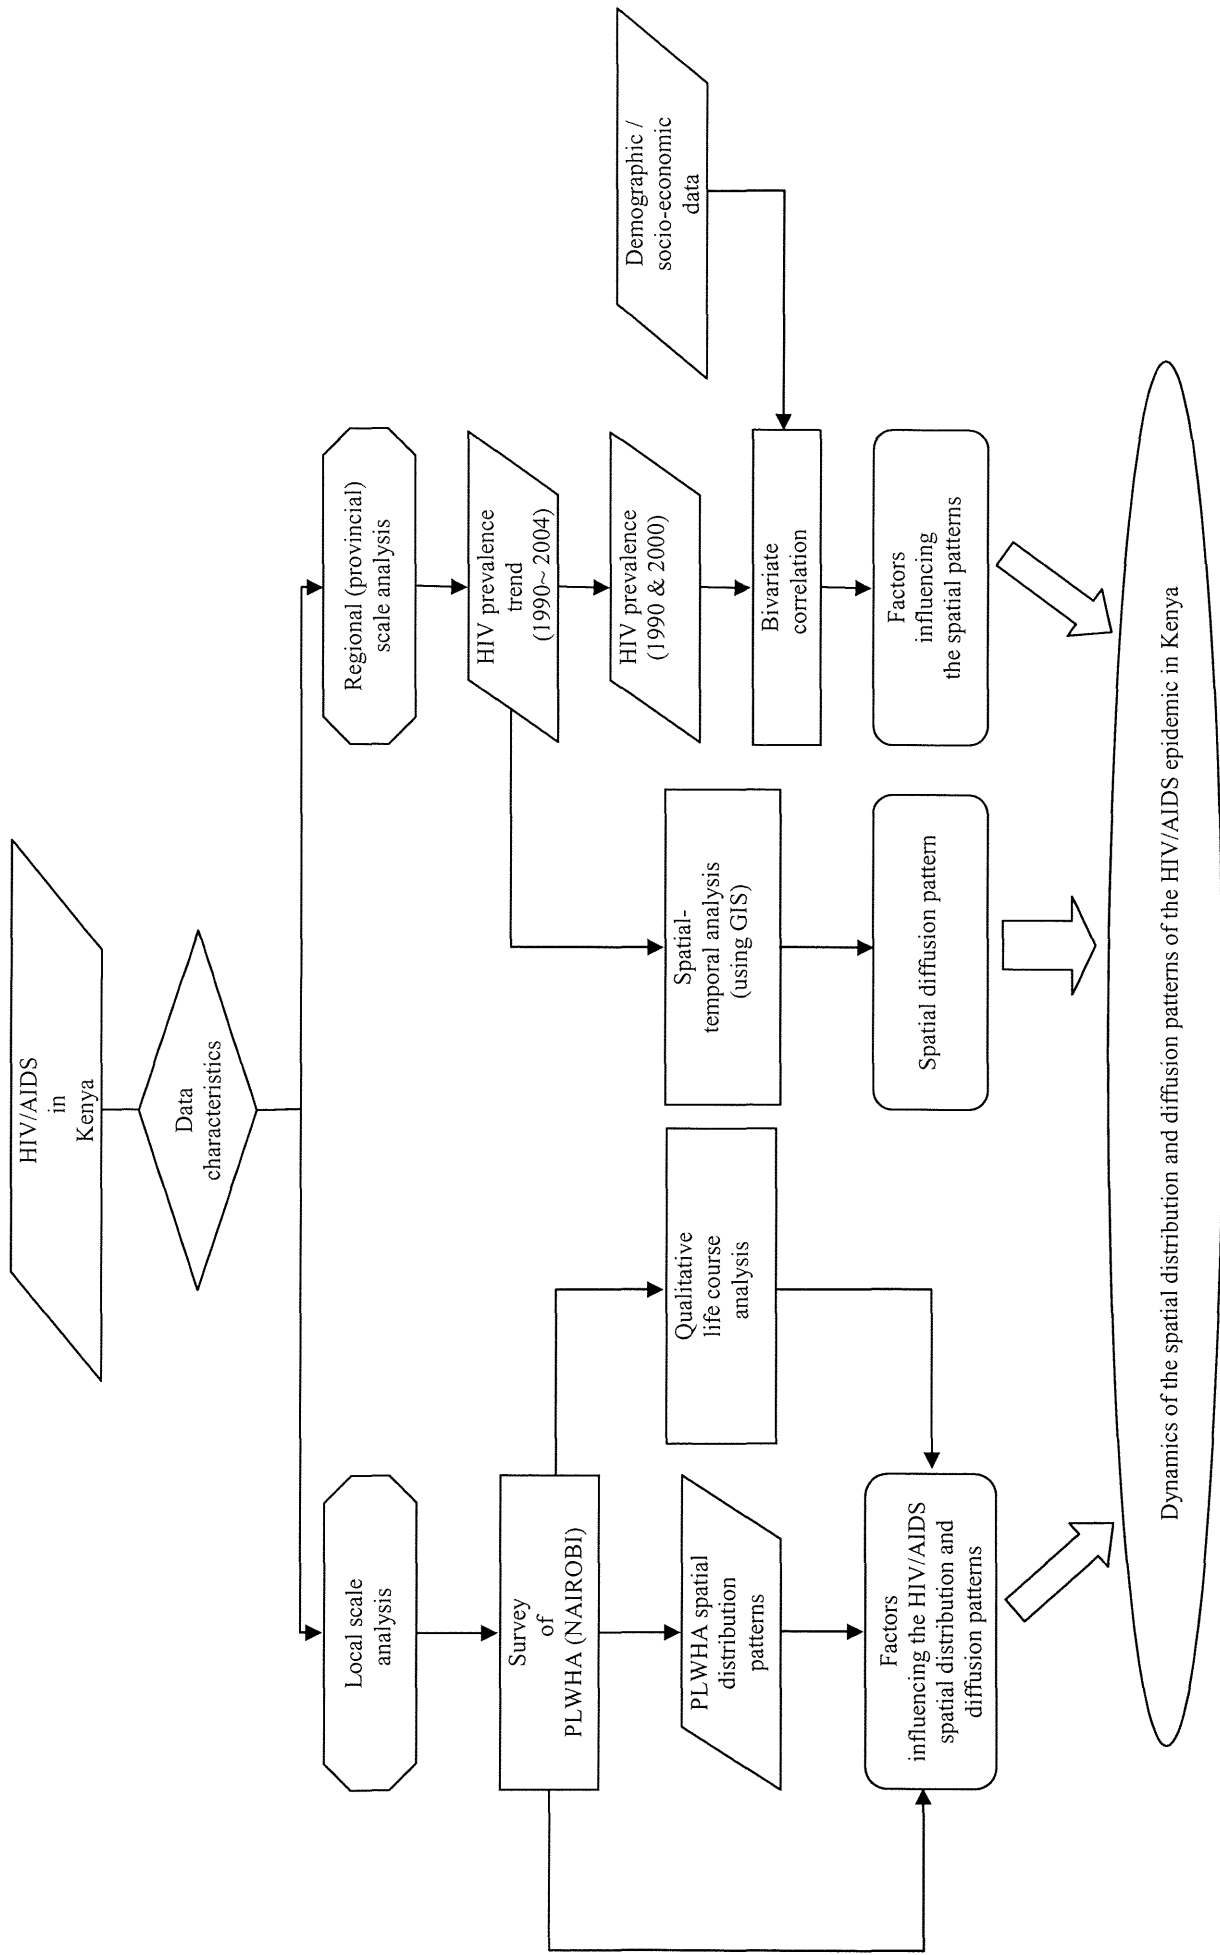 HIV/AIDS
in
Kenya
Data
characteristics
Local scale
analysis
Regional (provincial)
scale analysis
Survey
of
PLWHA (NAIROBI)
HIV prevalence
trend
(1990~ 2004)
HIV prevalence
(1990 & 2000)
Demographic /
socio-economic
data
PLWHA spatial
distribution
patterns
Qualitative
life course
analysis
Spatial-
temporal analysis
(using GIS)
Bivariate
correlation
Factors
influencing the HIV/AIDS
spatial distribution and
diffusion patterns
Spatial diffusion pattern
Factors
influencing
the spatial patterns
Dynamics of the spatial distribution and diffusion patterns of the HIV/AIDS epidemic in Kenya